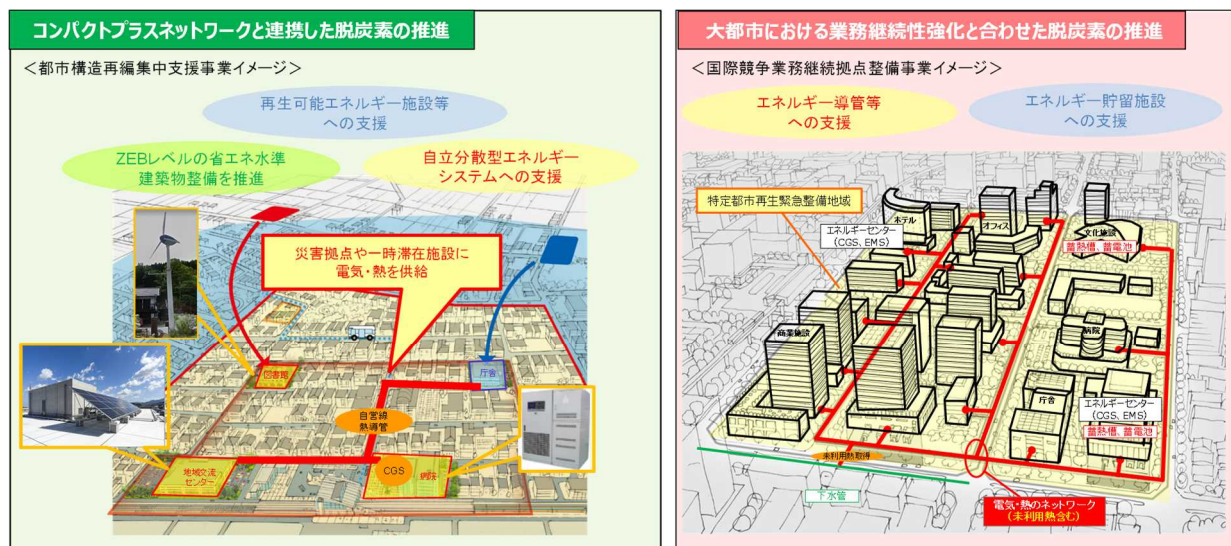 コンパクトプラスネットワークと連携した脱炭素の推進
＜都市構造再編集中支援事業イメージ＞
再生可能エネルギー施設等
への支援
ZEBレベルの省エネ水準
建築物整備を推進
自立分散型エネルギー
システムへの支援
災害拠点や一時滞在施設に
電気・熱を供給
図書館
庁舎
自営線
熱導管
地域交流
センター
CGS
病院
大都市における業務継続性強化と合わせた脱炭素の推進
＜国際競争業務継続拠点整備事業イメージ＞
エネルギー導管等
への支援
エネルギー貯留施設
への支援
特定都市再生緊急整備地域
ホテル
オフィス
エネルギーセンター
（CGS、EMS）
文化施設
蓄熱槽、蓄電池
商業施設
病院
庁舎
エネルギーセンター
（CGS、EMS）
蓄熱槽、蓄電池
未利用熱取得
下水管
電気・熱のネットワーク
（未利用熱含む）